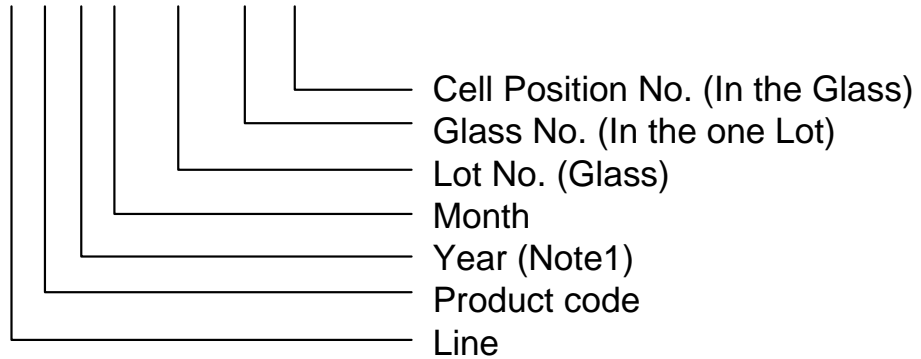 Cell Position No. (In the Glass)
Glass No. (In the one Lot)
Lot No. (Glass)
Month
Year (Note1)
Product code
Line